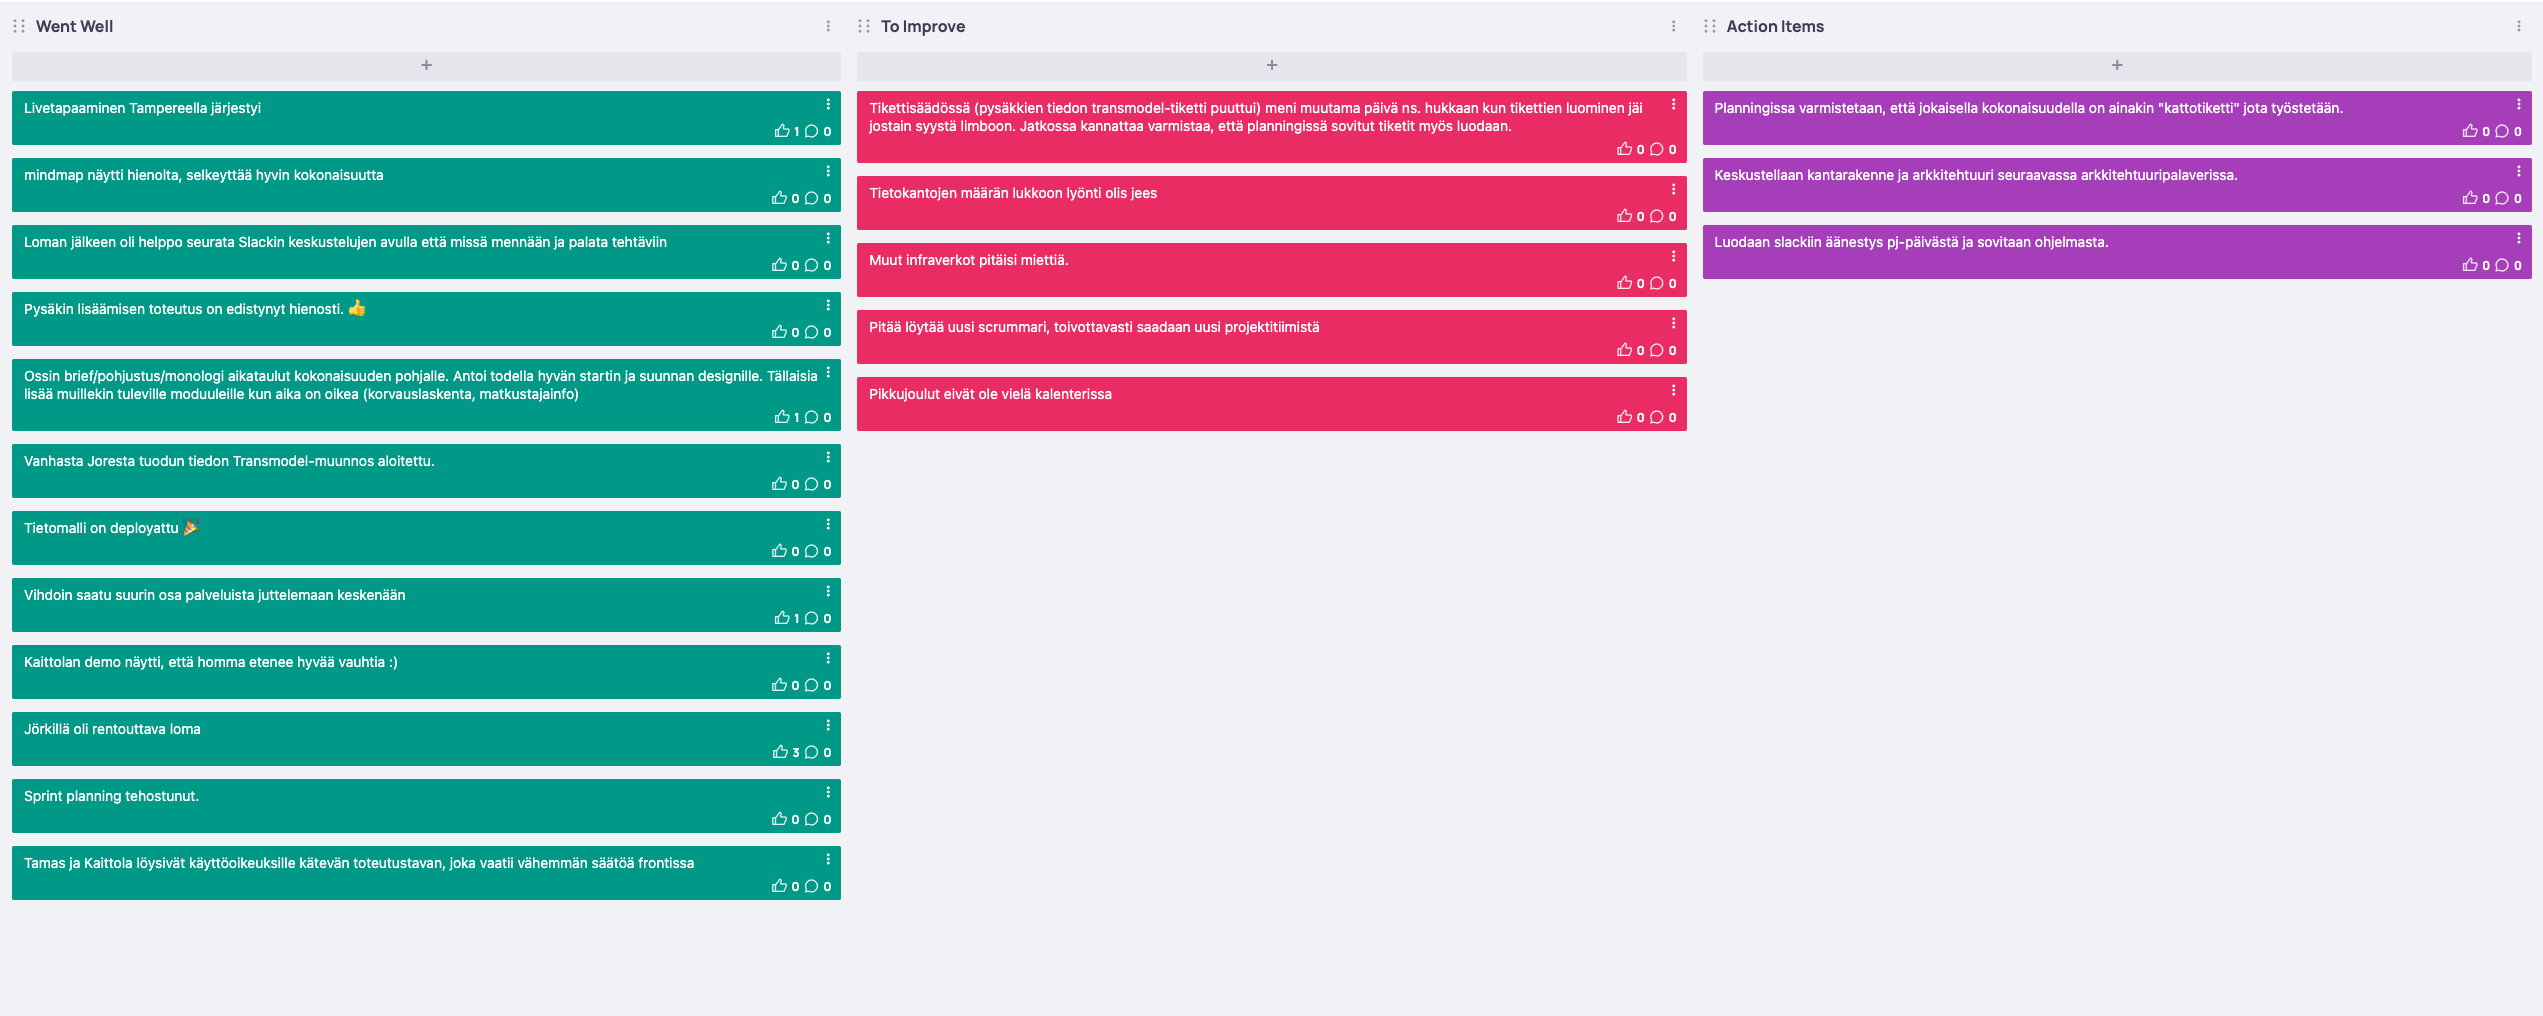 Went Well
+
Livetapaaminen Tampereella järjestyi
1 0
mindmap näytti hienolta, selkeyttää hyvin kokonaisuutta
0 0
Loman jälkeen oli helppo seurata Slackin keskustelujen avulla että missä mennään ja palata tehtäviin
0 0
Pysäkin lisäämisen toteutus on edistynyt hienosti. 👍
0 0
Ossin brief/pohjustus/monologi aikataulut kokonaisuuden pohjalle. Antoi todella hyvän startin ja suunnan designille. Tällaisia
lisää muillekin tuleville moduuleille kun aika on oikea (korvauslaskenta, matkustajainfo)
1 0
Vanhasta Joresta tuodun tiedon Transmodel-muunnos aloitettu.
0 0
Tietomalli on deployattu 🎉
0 0
Vihdoin saatu suurin osa palveluista juttelemaan keskenään
1 0
Kaittolan demo näytti, että homma etenee hyvää vauhtia :)
0 0
Jörkillä oli rentouttava loma
3 0
Sprint planning tehostunut.
0 0
Tamas ja Kaittola löysivät käyttöoikeuksille kätevän toteutustavan, joka vaatii vähemmän säätöä frontissa
0 0
To Improve
+
Tikettisäädössä (pysäkkien tiedon transmodel-tiketti puuttui) meni muutama päivä ns. hukkaan kun tikettien luominen jäi
jostain syystä limboon. Jatkossa kannattaa varmistaa, että planningissä sovitut tiketit myös luodaan.
0 0
Tietokantojen määrän lukkoon lyönti olis jees
0 0
Muut infraverkot pitäisi miettiä.
0 0
Pitää löytää uusi scrummari, toivottavasti saadaan uusi projektitiimistä
0 0
Pikkujoulut eivät ole vielä kalenterissa
0 0
Action Items
+
Planningissa varmistetaan, että jokaisella kokonaisuudella on ainakin "kattotiketti" jota työstetään.
0 0
Keskustellaan kantarakenne ja arkkitehtuuri seuraavassa arkkitehtuuripalaverissa.
0 0
Luodaan slackiin äänestys pj-päivästä ja sovitaan ohjelmasta.
0 0